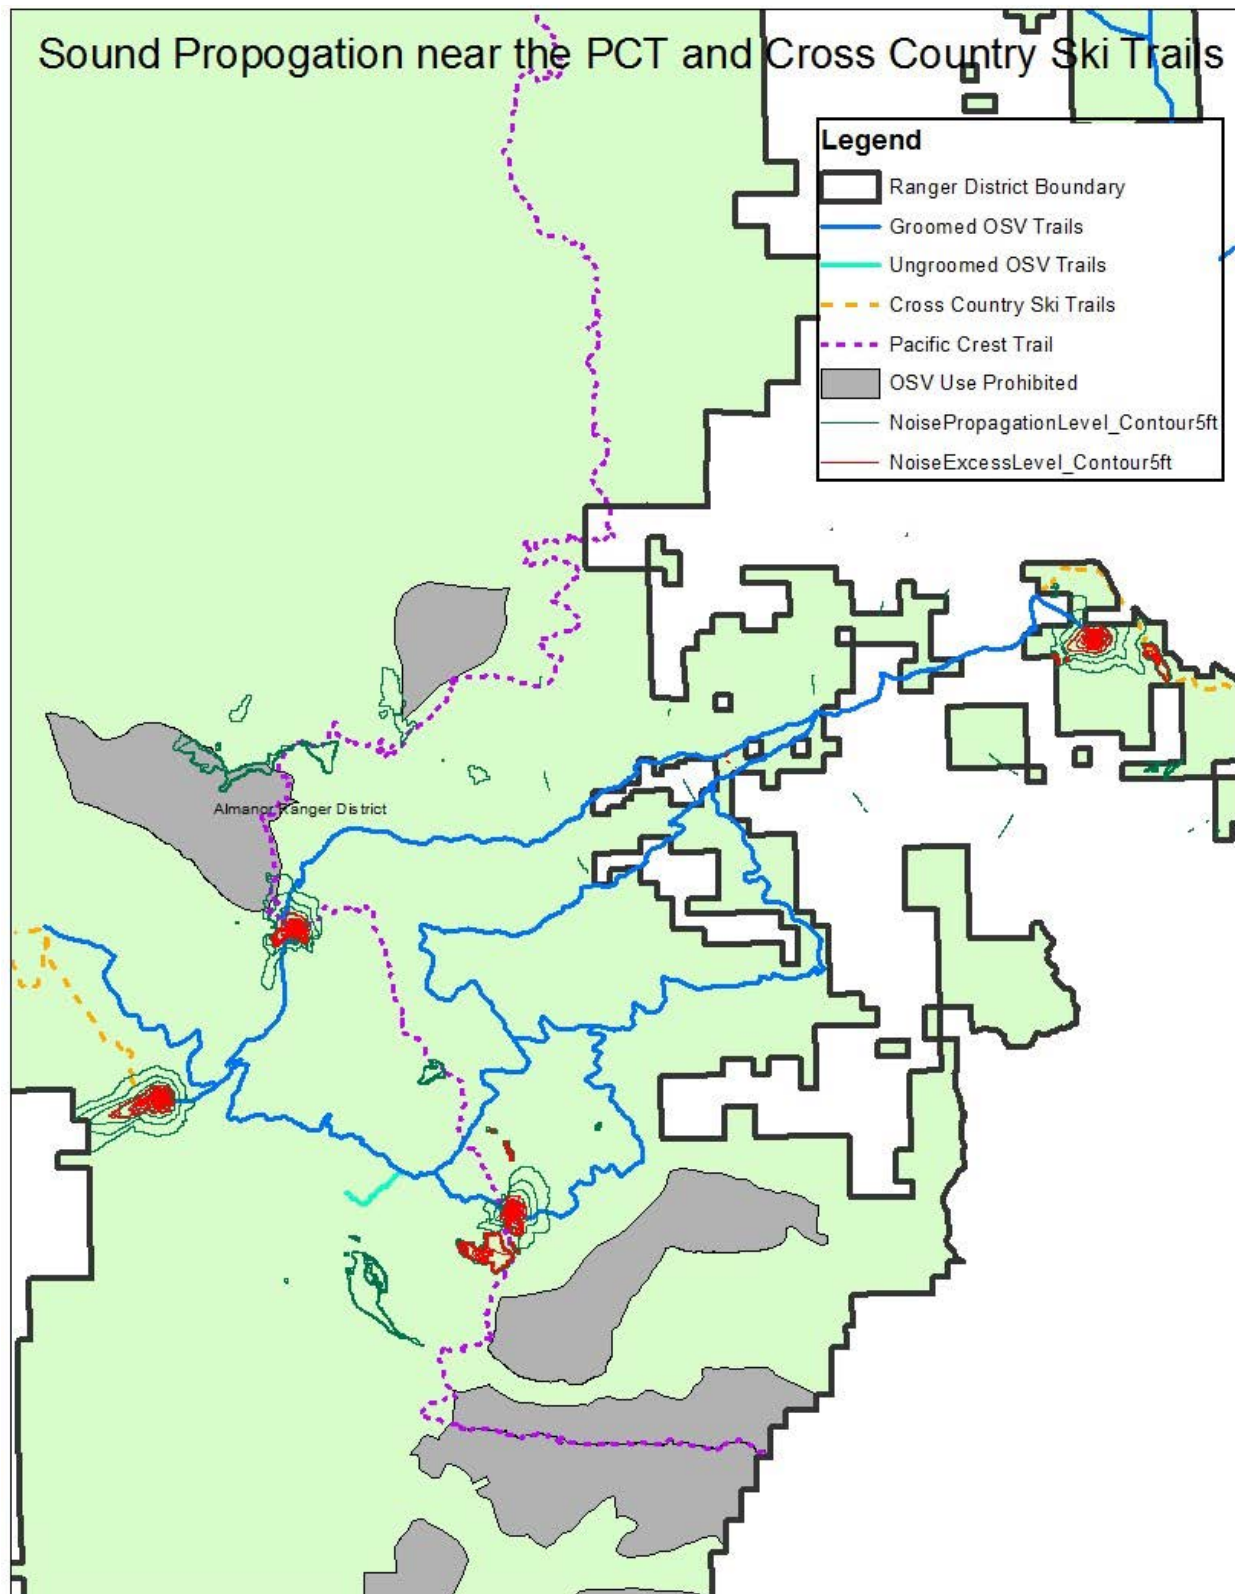 Sound Propogation near the PCT and Cross Country Ski Trails
Legend
Ranger District Boundary
Groomed OSV Trails
Ungroomed OSV Trails
Cross Country Ski Trails
Pacific Crest Trail
OSV Use Prohibited
NoisePropagationLevel_Contour5ft
NoiseExcessLevel_Contour5ft
Almanor Ranger District